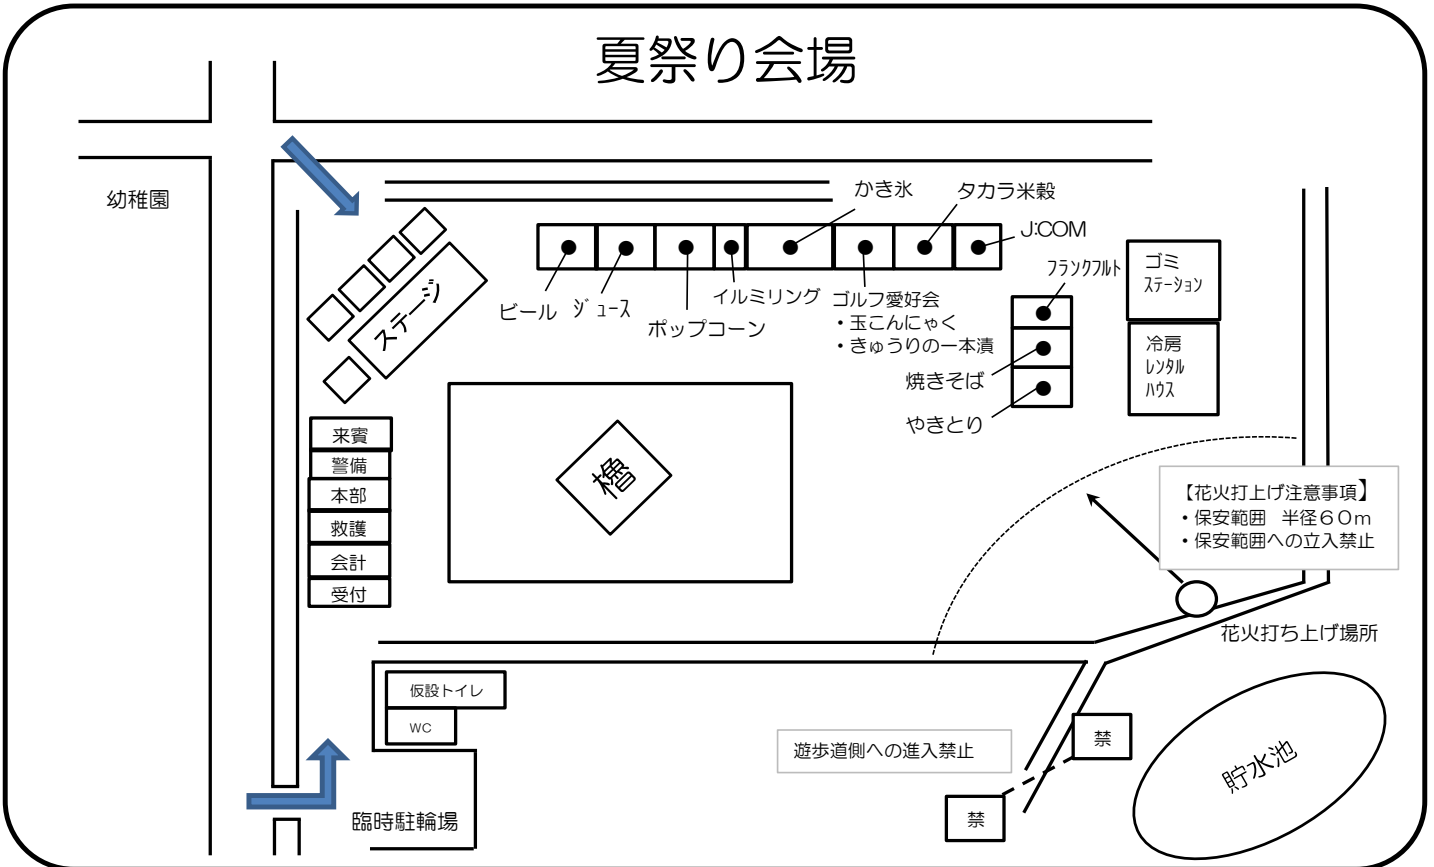 夏祭り会場
幼稚園
かき氷
タカラ米穀
J:COM
フランクフルト
ゴミ
ステーション
ビール
ジュース
ポップコーン
イルミリング
ゴルフ愛好会
・玉こんにゃく
・きゅうりの一本漬
ステージ
焼きそば
やきとり
冷房
レンタル
ハウス
来賓
警備
本部
救護
会計
受付
櫓
【花火打上げ注意事項】
・保安範囲 半径60m
・保安範囲への立入禁止
花火打ち上げ場所
仮設トイレ
WC
遊歩道側への進入禁止
禁
禁
貯水池
臨時駐輪場